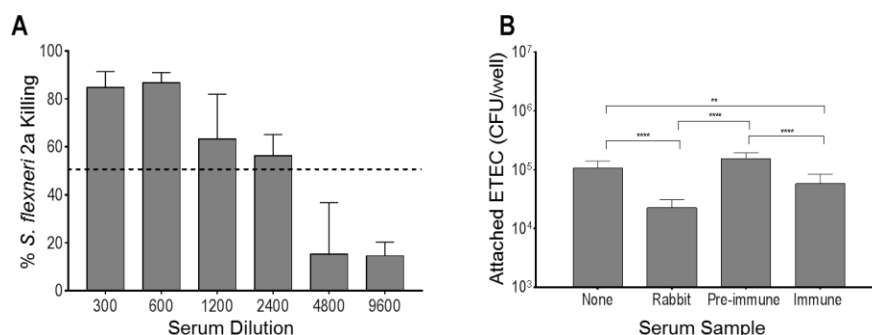 A
% S. flexneri 2a Killing
100
80
60
40
20
0
300 600 1200 2400 4800 9600
Serum Dilution
B
Attached ETEC (CFU/well)
10⁷
10⁶
10⁵
10⁴
10³
**
****
****
****
None Rabbit Pre-immune Immune
Serum Sample